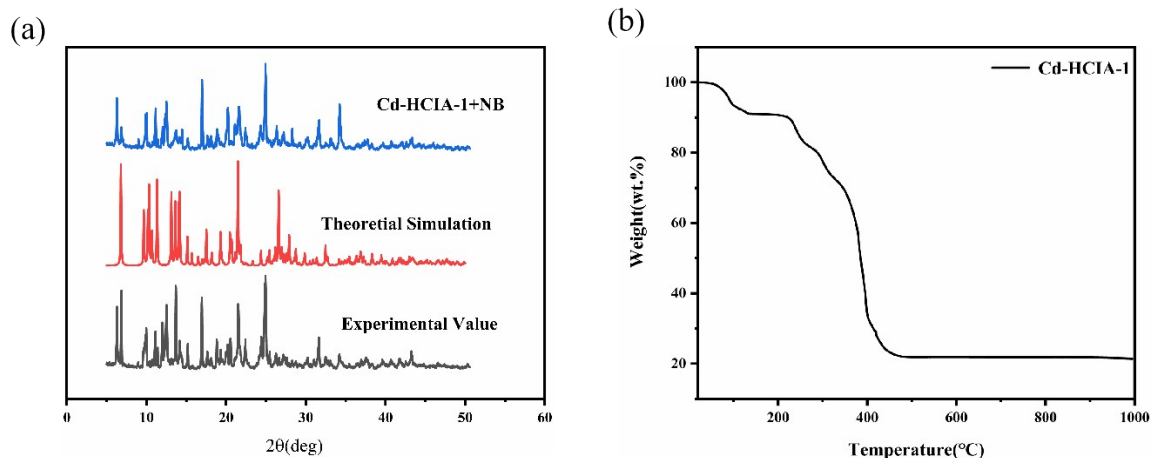 (a)
Cd-HCIA-1+NB
Theoretial Simulation
Experimental Value
0
10
20
30
40
50
60
2θ(deg)
(b)
Cd-HCIA-1
100
80
60
40
20
Weight(wt.%)
200
400
600
800
1000
Temperature(°C)